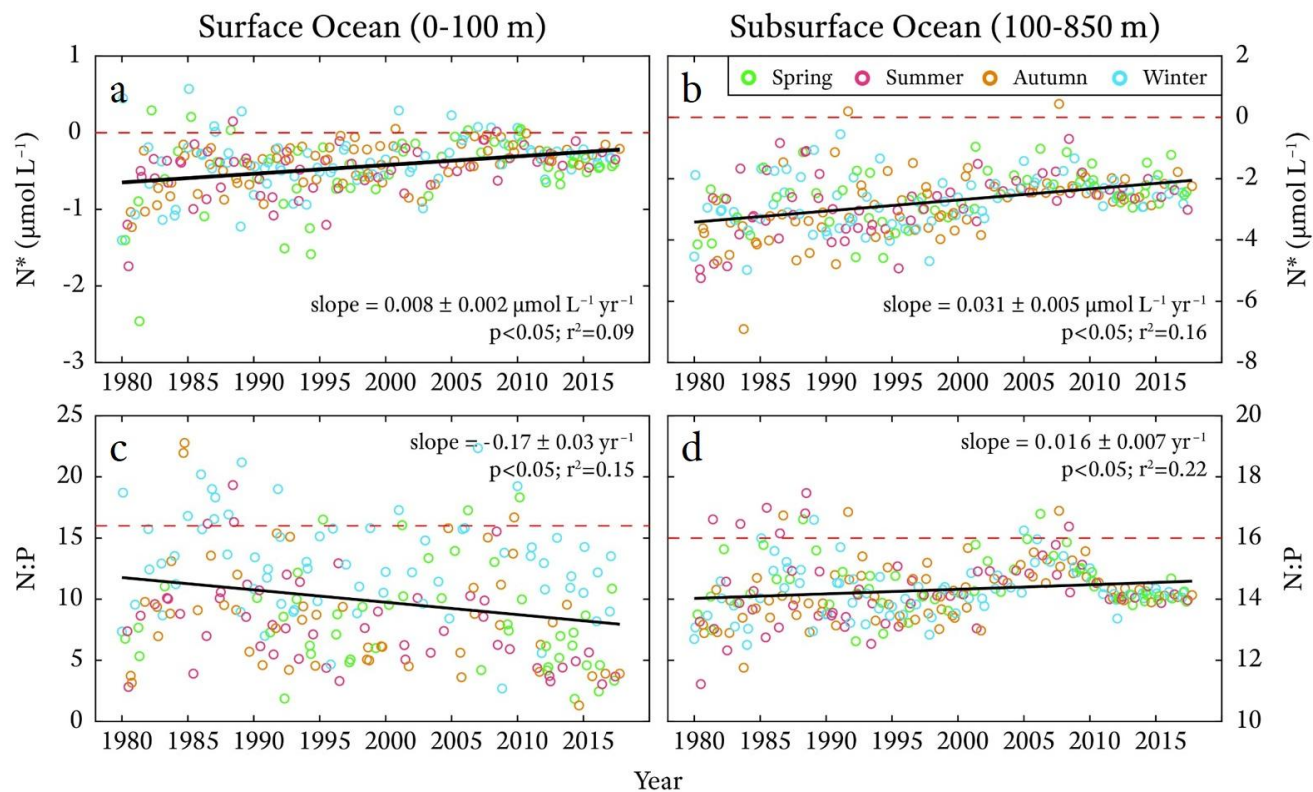 Surface Ocean (0-100 m)
Subsurface Ocean (100-850 m)
a
1
0
-1
-2
-3
N* (μmol L⁻¹)
slope = 0.008 ± 0.002 μmol L⁻¹ yr⁻¹
p<0.05; r²=0.09
1980 1985 1990 1995 2000 2005 2010 2015
b
Spring Summer Autumn Winter
2
0
-2
-4
-6
-8
N* (μmol L⁻¹)
slope = 0.031 ± 0.005 μmol L⁻¹ yr⁻¹
p<0.05; r²=0.16
1980 1985 1990 1995 2000 2005 2010 2015
c
25
20
15
10
5
0
N:P
slope = -0.17 ± 0.03 yr⁻¹
p<0.05; r²=0.15
1980 1985 1990 1995 2000 2005 2010 2015
d
20
18
16
14
12
10
N:P
slope = 0.016 ± 0.007 yr⁻¹
p<0.05; r²=0.22
1980 1985 1990 1995 2000 2005 2010 2015
Year